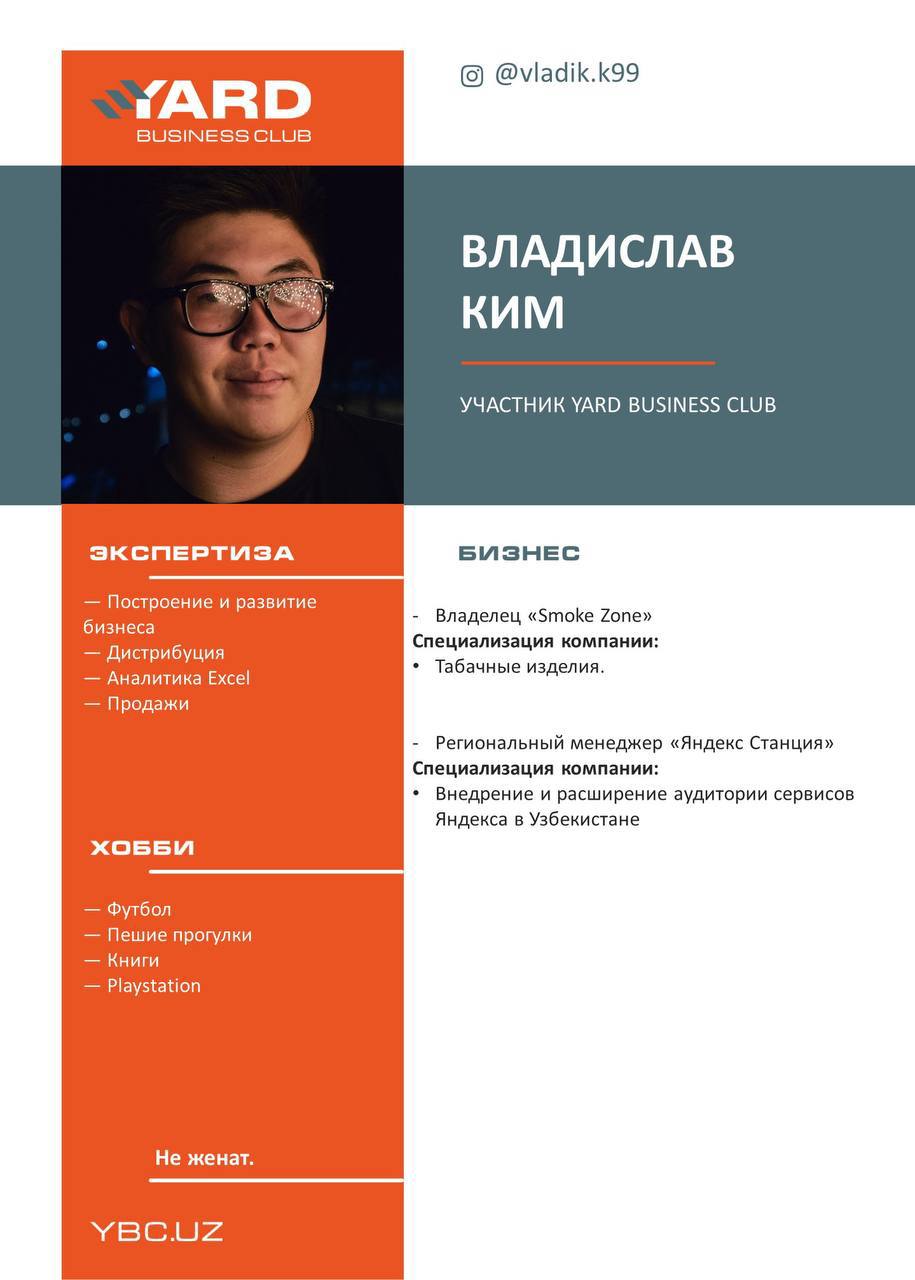 YARD
BUSINESS CLUB
@vladik.k99
ВЛАДИСЛАВ
КИМ
УЧАСТНИК YARD BUSINESS CLUB
ЭКСПЕРТИЗА
— Построение и развитие
бизнеса
— Дистрибуция
— Аналитика Excel
— Продажи
ХОББИ
— Футбол
— Пешие прогулки
— Книги
— Playstation
Не женат.
YBC.UZ
БИЗНЕС
- Владелец «Smoke Zone»
Специализация компании:
• Табачные изделия.
- Региональный менеджер «Яндекс Станция»
Специализация компании:
• Внедрение и расширение аудитории сервисов
Яндекса в Узбекистане